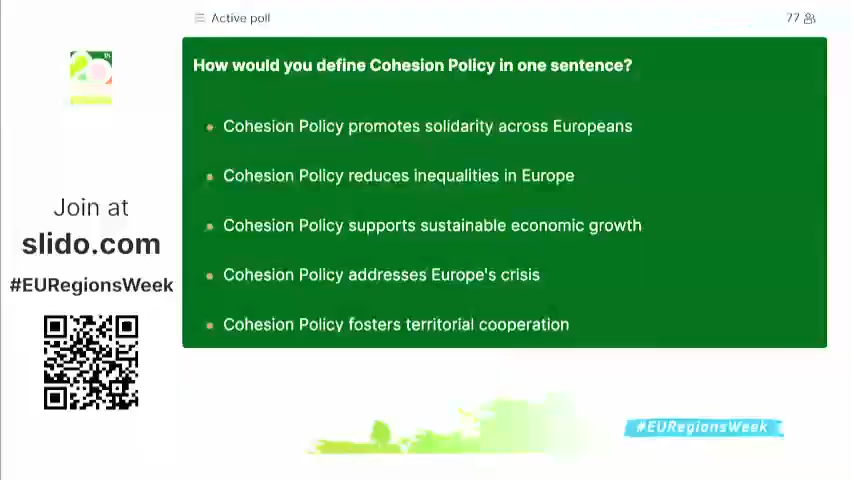 Active poll
77
How would you define Cohesion Policy in one sentence?
Cohesion Policy promotes solidarity across Europeans
Cohesion Policy reduces inequalities in Europe
Cohesion Policy supports sustainable economic growth
Cohesion Policy addresses Europe's crisis
Cohesion Policy fosters territorial cooperation
Join at
slido.com
#EURegionsWeek
#EURegionsWeek